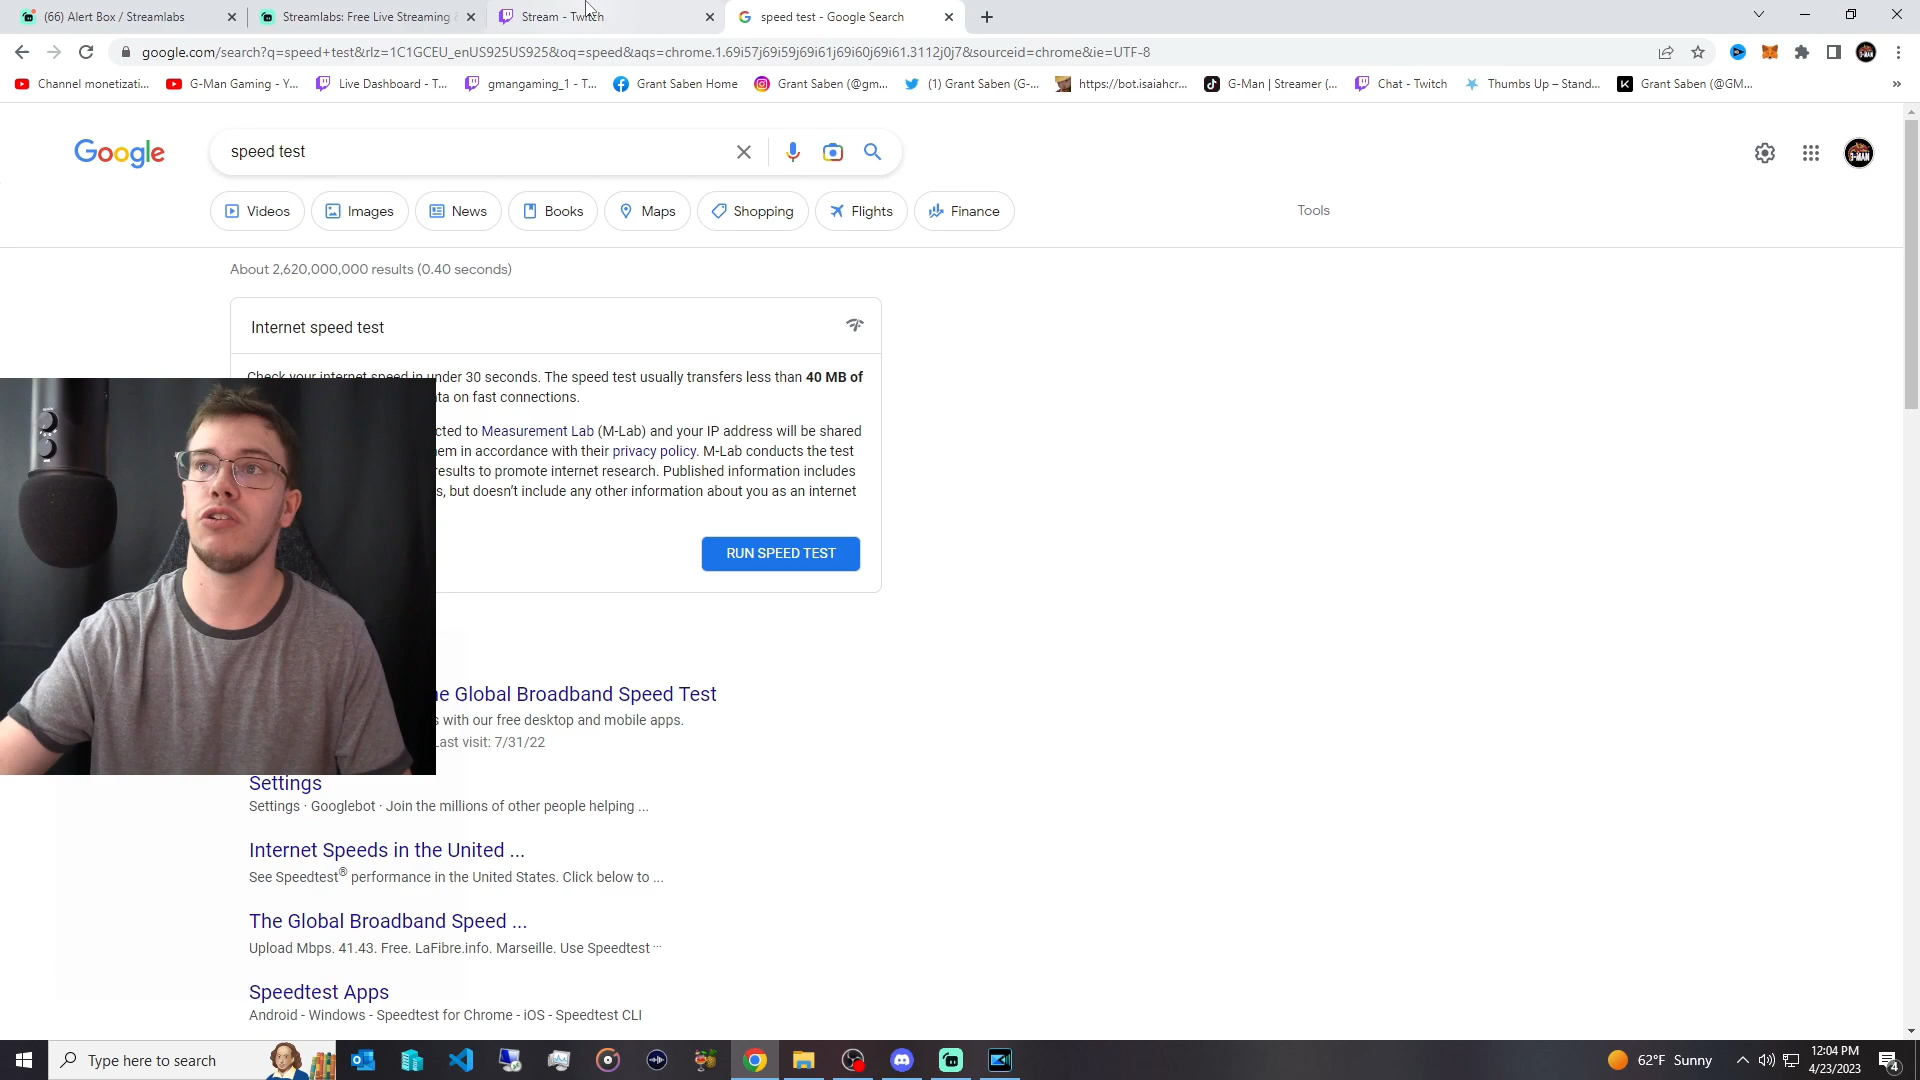 (66) Alert Box / Streamlabs
Streamlabs: Free Live Streaming
Stream - Twitch
speed test - Google Search
google.com/search?q=speed+test&rlz=1C1GCEU_enUS925US925&oq=speed&aqs=chrome.1.69i57j69i59j69i61j69i60j69i61.3112j0j7&sourceid=chrome&ie=UTF-8
Channel monetizati...
G-Man Gaming - Y...
Live Dashboard - T...
gmangaming_1 - T...
Grant Saben Home
Grant Saben (@gm...
(1) Grant Saben (G-...
https://bot.isaiahcr...
G-Man | Streamer (...
Chat - Twitch
Thumbs Up – Stand...
Grant Saben (@GM...
»
Google
speed test
G-MAN
Videos
Images
News
Books
Maps
Shopping
Flights
Finance
Tools
About 2,620,000,000 results (0.40 seconds)
Internet speed test
Check your internet speed in under 30 seconds. The speed test usually transfers less than 40 MB of
ta on fast connections.
cted to Measurement Lab (M-Lab) and your IP address will be shared
em in accordance with their privacy policy. M-Lab conducts the test
results to promote internet research. Published information includes
s, but doesn't include any other information about you as an internet
RUN SPEED TEST
e Global Broadband Speed Test
s with our free desktop and mobile apps.
Last visit: 7/31/22
Settings
Settings · Googlebot · Join the millions of other people helping ...
Internet Speeds in the United ...
See Speedtest® performance in the United States. Click below to ...
The Global Broadband Speed ...
Upload Mbps. 41.43. Free. LaFibre.info. Marseille. Use Speedtest ...
Speedtest Apps
Android - Windows - Speedtest for Chrome - iOS - Speedtest CLI
Type here to search
62°F Sunny
12:04 PM
4/23/2023
4